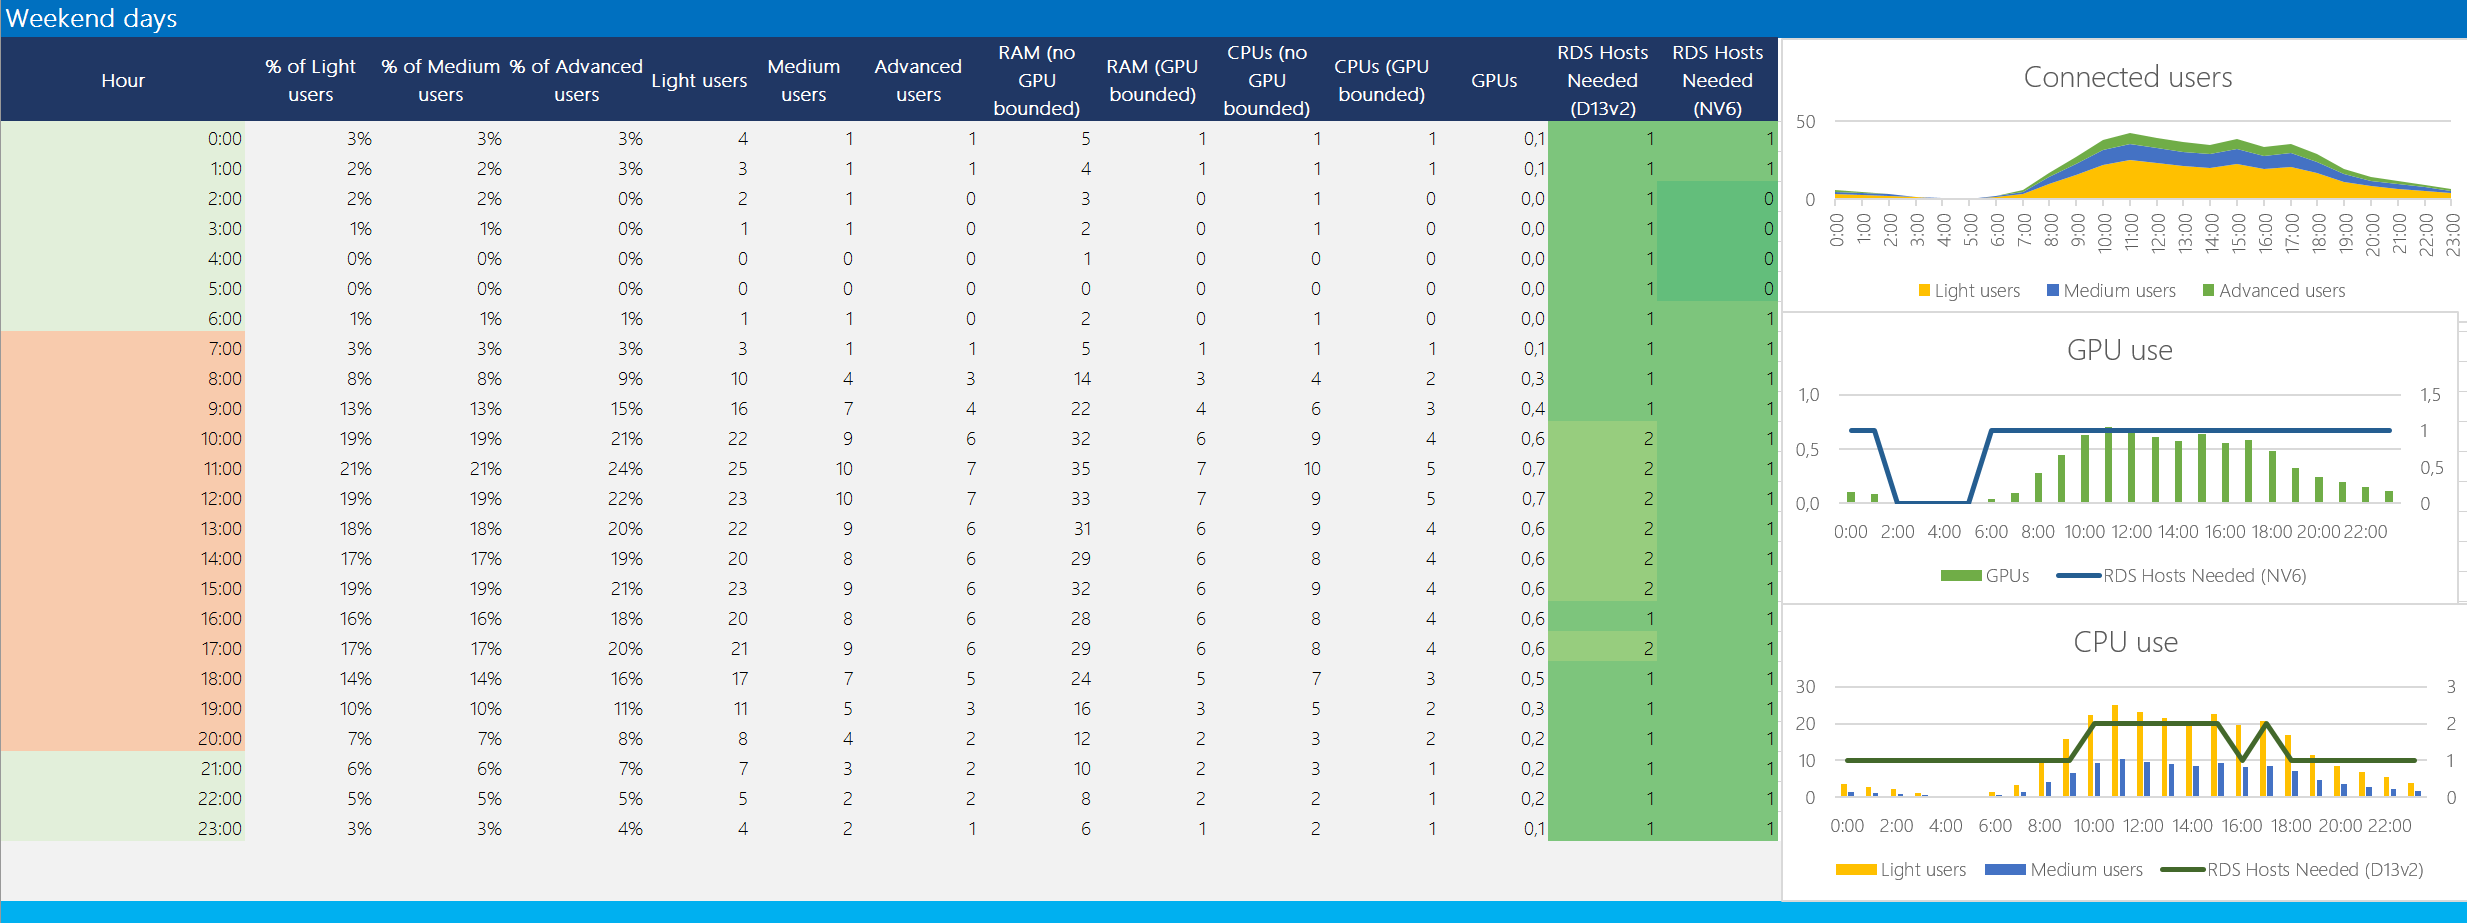 Weekend days
Hour % of Light users % of Medium users % of Advanced users Light users Medium users Advanced users RAM (no GPU bounded) RAM (GPU bounded) CPUs (no GPU bounded) CPUs (GPU bounded) GPUs RDS Hosts Needed (D13v2) RDS Hosts Needed (NV6)
0:00 3% 3% 3% 4 1 1 5 1 1 1 0,1 1 1
1:00 2% 2% 3% 3 1 1 4 1 1 1 0,1 1 1
2:00 2% 2% 0% 2 1 0 3 0 1 0 0,0 1 0
3:00 1% 1% 0% 1 1 0 2 0 1 0 0,0 1 0
4:00 0% 0% 0% 0 0 0 1 0 0 0 0,0 1 0
5:00 0% 0% 0% 0 0 0 0 0 0 0 0,0 1 0
6:00 1% 1% 1% 1 1 0 2 0 1 0 0,0 1 1
7:00 3% 3% 3% 3 1 1 5 1 1 1 0,1 1 1
8:00 8% 8% 9% 10 4 3 14 3 4 2 0,3 1 1
9:00 13% 13% 15% 16 7 4 22 4 6 3 0,4 1 1
10:00 19% 19% 21% 22 9 6 32 6 9 4 0,6 2 1
11:00 21% 21% 24% 25 10 7 35 7 10 5 0,7 2 1
12:00 19% 19% 22% 23 10 7 33 7 9 5 0,7 2 1
13:00 18% 18% 20% 22 9 6 31 6 9 4 0,6 2 1
14:00 17% 17% 19% 20 8 6 29 6 8 4 0,6 2 1
15:00 19% 19% 21% 23 9 6 32 6 9 4 0,6 2 1
16:00 16% 16% 18% 20 8 6 28 6 8 4 0,6 1 1
17:00 17% 17% 20% 21 9 6 29 6 8 4 0,6 2 1
18:00 14% 14% 16% 17 7 5 24 5 7 3 0,5 1 1
19:00 10% 10% 11% 11 5 3 16 3 5 2 0,3 1 1
20:00 7% 7% 8% 8 4 2 12 2 3 2 0,2 1 1
21:00 6% 6% 7% 7 3 2 10 2 3 1 0,2 1 1
22:00 5% 5% 5% 5 2 2 8 2 2 1 0,2 1 1
23:00 3% 3% 4% 4 2 1 6 1 2 1 0,1 1 1
Connected users
50
0
0:00 1:00 2:00 3:00 4:00 5:00 6:00 7:00 8:00 9:00 10:00 11:00 12:00 13:00 14:00 15:00 16:00 17:00 18:00 19:00 20:00 21:00 22:00 23:00
Light users Medium users Advanced users
GPU use
1,0 1,5
0,5 1
0,5
0,0 0
0:00 2:00 4:00 6:00 8:00 10:00 12:00 14:00 16:00 18:00 20:00 22:00
GPUs RDS Hosts Needed (NV6)
CPU use
30 3
20 2
10 1
0 0
0:00 2:00 4:00 6:00 8:00 10:00 12:00 14:00 16:00 18:00 20:00 22:00
Light users Medium users RDS Hosts Needed (D13v2)